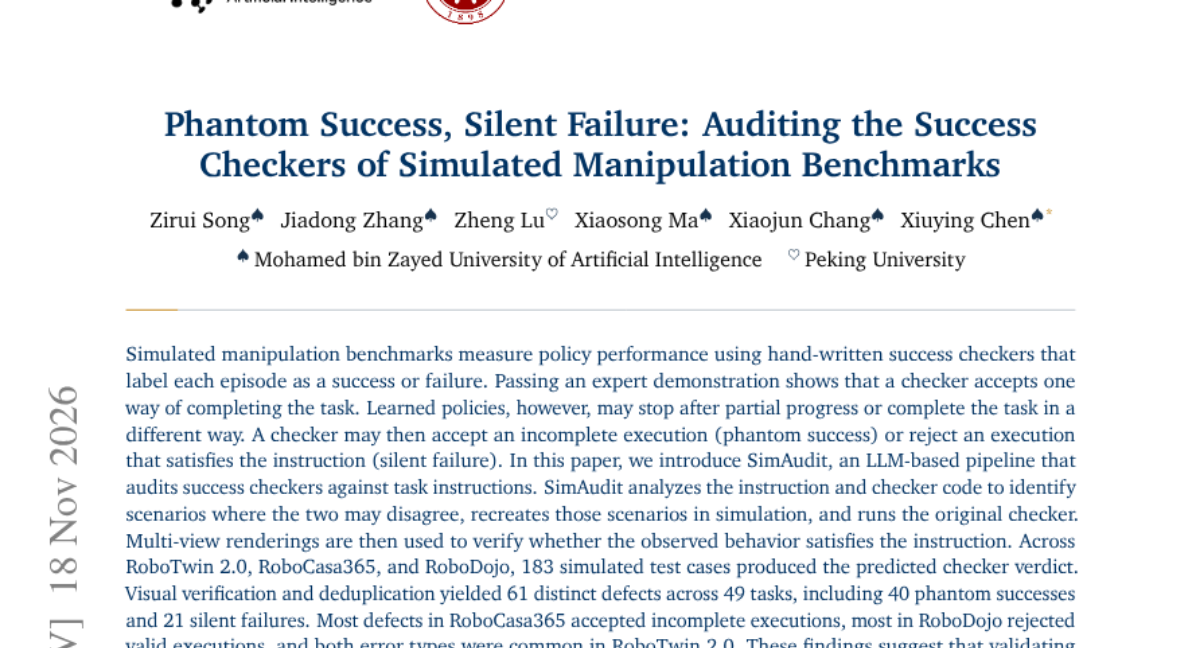 Artificial Intelligence
1898
Phantom Success, Silent Failure: Auditing the Success
Checkers of Simulated Manipulation Benchmarks
Zirui Song♠ Jiadong Zhang♠ Zheng Lu♡ Xiaosong Ma♠ Xiaojun Chang♠ Xiuying Chen♠*
♠ Mohamed bin Zayed University of Artificial Intelligence ♡ Peking University
Simulated manipulation benchmarks measure policy performance using hand-written success checkers that
label each episode as a success or failure. Passing an expert demonstration shows that a checker accepts one
way of completing the task. Learned policies, however, may stop after partial progress or complete the task in a
different way. A checker may then accept an incomplete execution (phantom success) or reject an execution
that satisfies the instruction (silent failure). In this paper, we introduce SimAudit, an LLM-based pipeline that
audits success checkers against task instructions. SimAudit analyzes the instruction and checker code to identify
scenarios where the two may disagree, recreates those scenarios in simulation, and runs the original checker.
Multi-view renderings are then used to verify whether the observed behavior satisfies the instruction. Across
RoboTwin 2.0, RoboCasa365, and RoboDojo, 183 simulated test cases produced the predicted checker verdict.
Visual verification and deduplication yielded 61 distinct defects across 49 tasks, including 40 phantom successes
and 21 silent failures. Most defects in RoboCasa365 accepted incomplete executions, most in RoboDojo rejected
valid executions, and both error types were common in RoboTwin 2.0. These findings suggest that validating
V] 18 Nov 2026